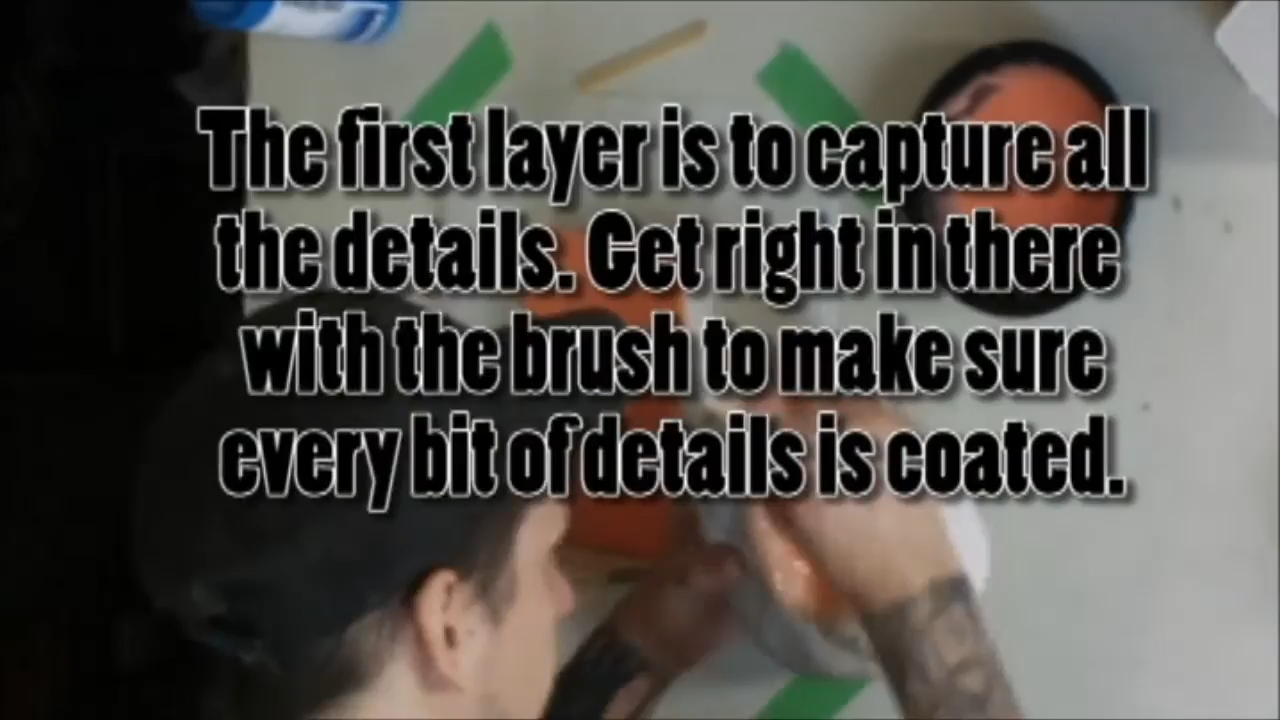 The first layer is to capture all
the details. Get right in there
with the brush to make sure
every bit of details is coated.